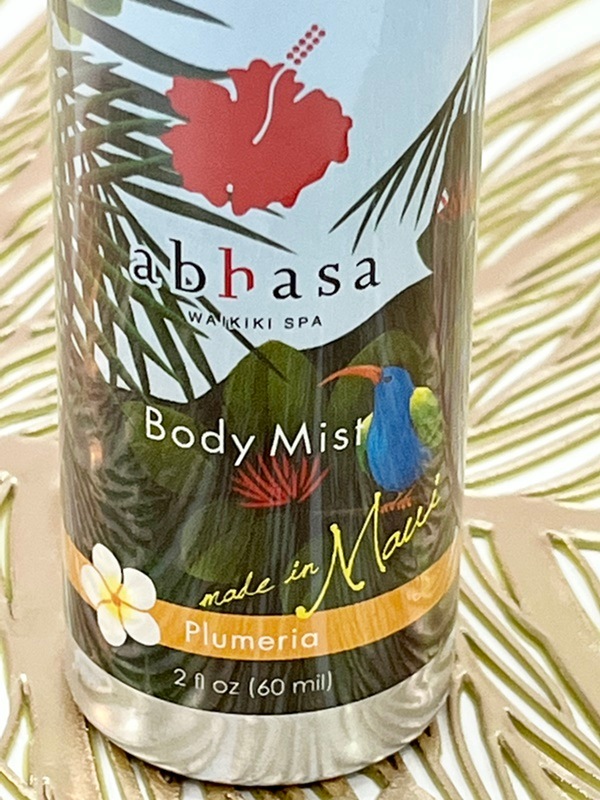 abhasa
WAIKIKI SPA
Body Mist
made in Maui
Plumeria
2 fl oz (60 mil)